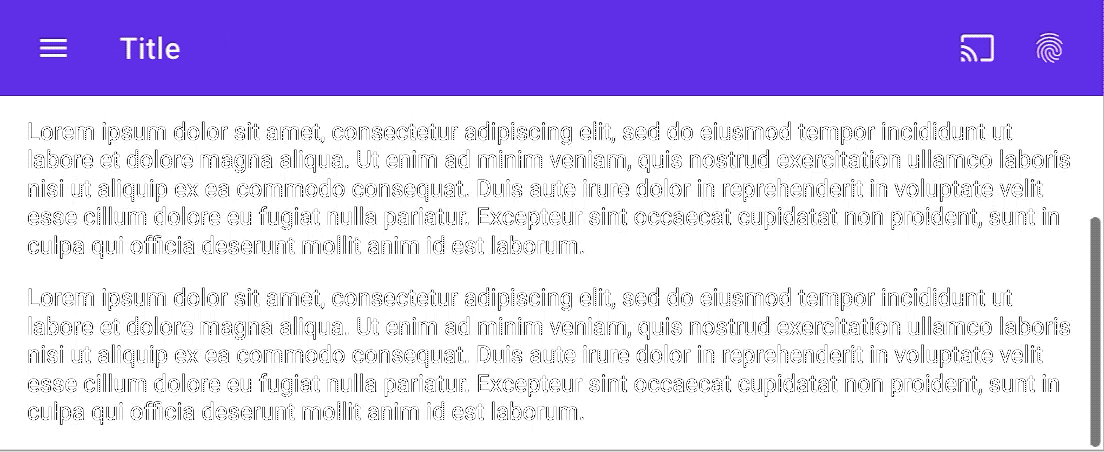 Title
Lorem ipsum dolor sit amet, consectetur adipiscing elit, sed do eiusmod tempor incididunt ut
labore et dolore magna aliqua. Ut enim ad minim veniam, quis nostrud exercitation ullamco laboris
nisi ut aliquip ex ea commodo consequat. Duis aute irure dolor in reprehenderit in voluptate velit
esse cillum dolore eu fugiat nulla pariatur. Excepteur sint occaecat cupidatat non proident, sunt in
culpa qui officia deserunt mollit anim id est laborum.
Lorem ipsum dolor sit amet, consectetur adipiscing elit, sed do eiusmod tempor incididunt ut
labore et dolore magna aliqua. Ut enim ad minim veniam, quis nostrud exercitation ullamco laboris
nisi ut aliquip ex ea commodo consequat. Duis aute irure dolor in reprehenderit in voluptate velit
esse cillum dolore eu fugiat nulla pariatur. Excepteur sint occaecat cupidatat non proident, sunt in
culpa qui officia deserunt mollit anim id est laborum.